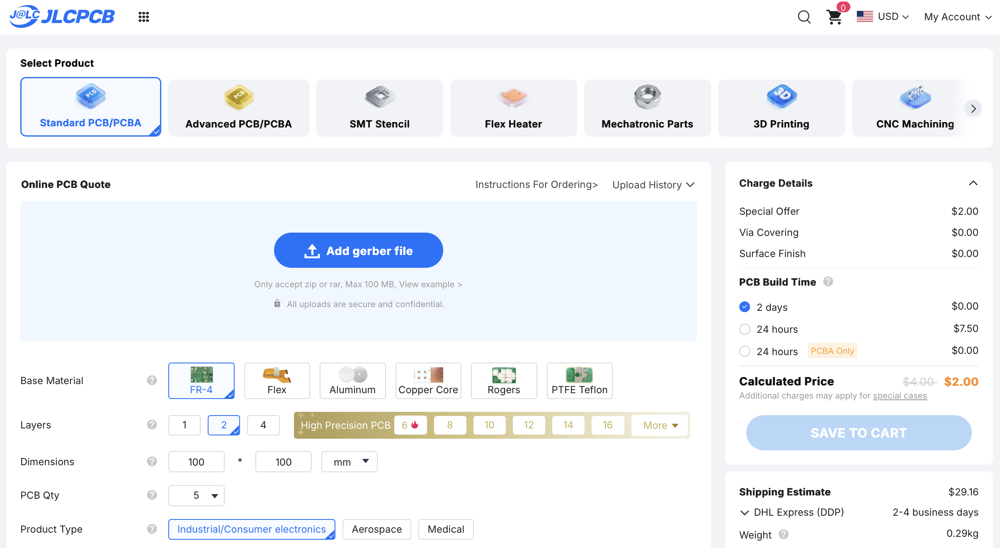 J@LC JLCPCB
0
USD
My Account
Select Product
PCB
Standard PCB/PCBA
PCB
Advanced PCB/PCBA
SMT Stencil
Flex Heater
Mechatronic Parts
3D
3D Printing
CNC
CNC Machining
Online PCB Quote
Instructions For Ordering>
Upload History
Add gerber file
Only accept zip or rar, Max 100 MB, View example >
All uploads are secure and confidential.
Base Material ?
FR-4
Flex
Aluminum
Copper Core
Rogers
PTFE Teflon
Layers ? 1 2 4 High Precision PCB 6 8 10 12 14 16 More
Dimensions ? 100 * 100 mm
PCB Qty ? 5
Product Type ? Industrial/Consumer electronics Aerospace Medical
Charge Details
Special Offer $2.00
Via Covering $0.00
Surface Finish $0.00
PCB Build Time ?
2 days $0.00
24 hours $7.50
24 hours PCBA Only $0.00
Calculated Price $4.00 $2.00
Additional charges may apply for special cases
SAVE TO CART
Shipping Estimate $29.16
DHL Express (DDP) 2-4 business days
Weight ? 0.29kg